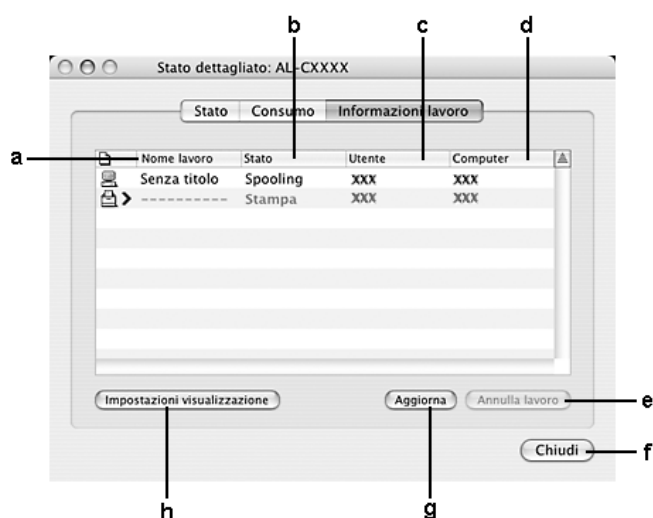 b c d
Stato dettagliato: AL-CXXXX
Stato Consumo Informazioni lavoro
a
Nome lavoro Stato Utente Computer
Senza titolo Spooling XXX XXX
---------- Stampa XXX XXX
Impostazioni visualizzazione Aggiorna Annulla lavoro e
Chiudi f
h g